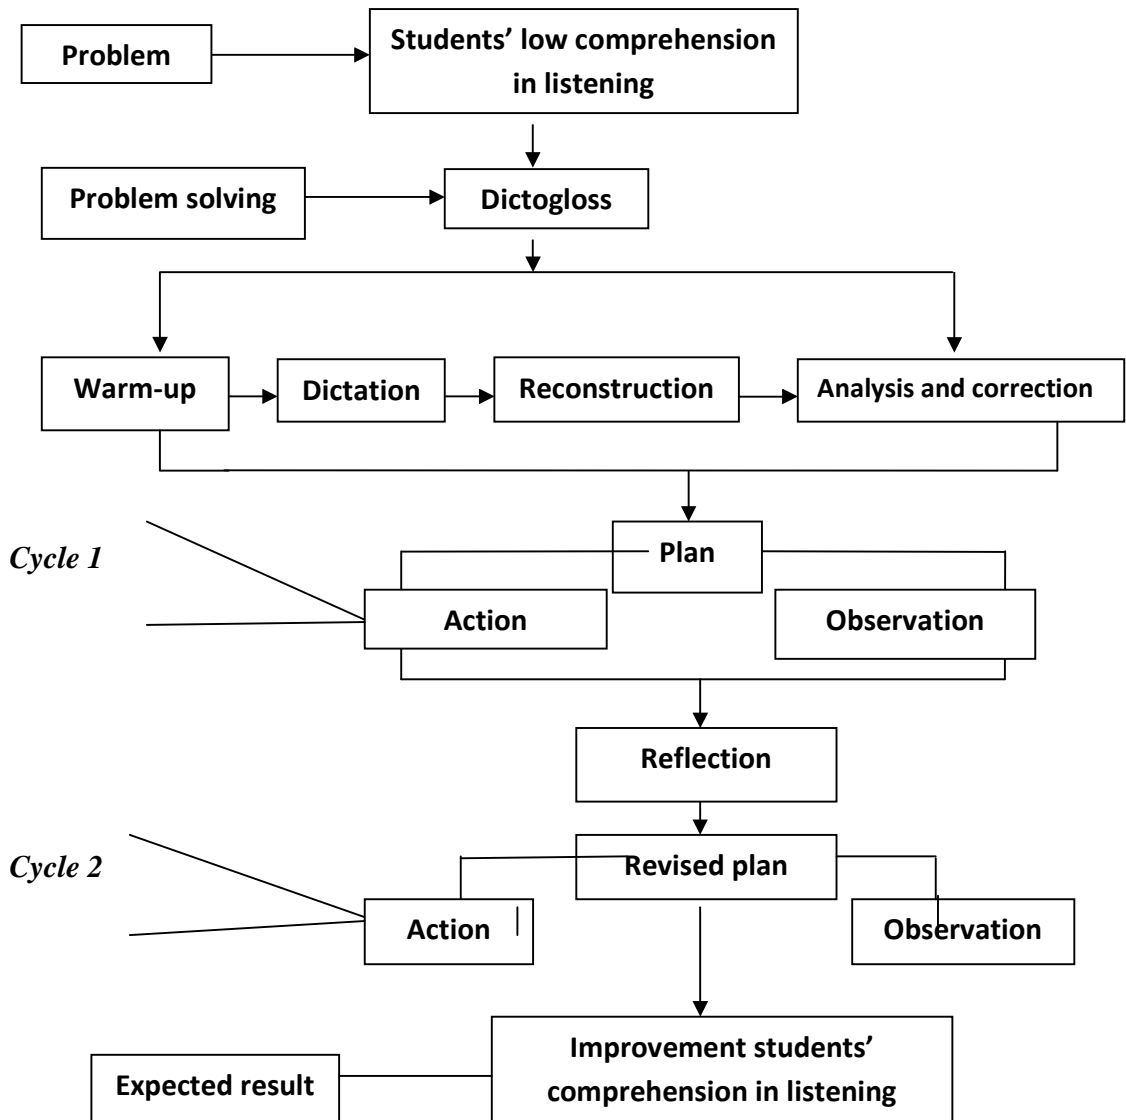 Problem
Students’ low comprehension
in listening
Problem solving
Dictogloss
Warm-up
Dictation
Reconstruction
Analysis and correction
Cycle 1
Plan
Action
Observation
Reflection
Cycle 2
Revised plan
Action
Observation
Expected result
Improvement students’
comprehension in listening